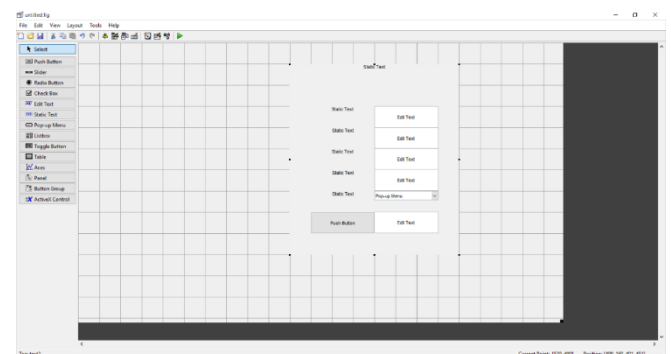 untitled.fig
File Edit View Layout Tools Help
Select
Push Button
Slider
Radio Button
Check Box
Edit Text
Static Text
Pop-up Menu
Listbox
Toggle Button
Table
Axes
Panel
Button Group
ActiveX Control
Static Text
Static Text
Edit Text
Static Text
Edit Text
Static Text
Edit Text
Static Text
Edit Text
Static Text
Pop-up Menu
Push Button
Edit Text